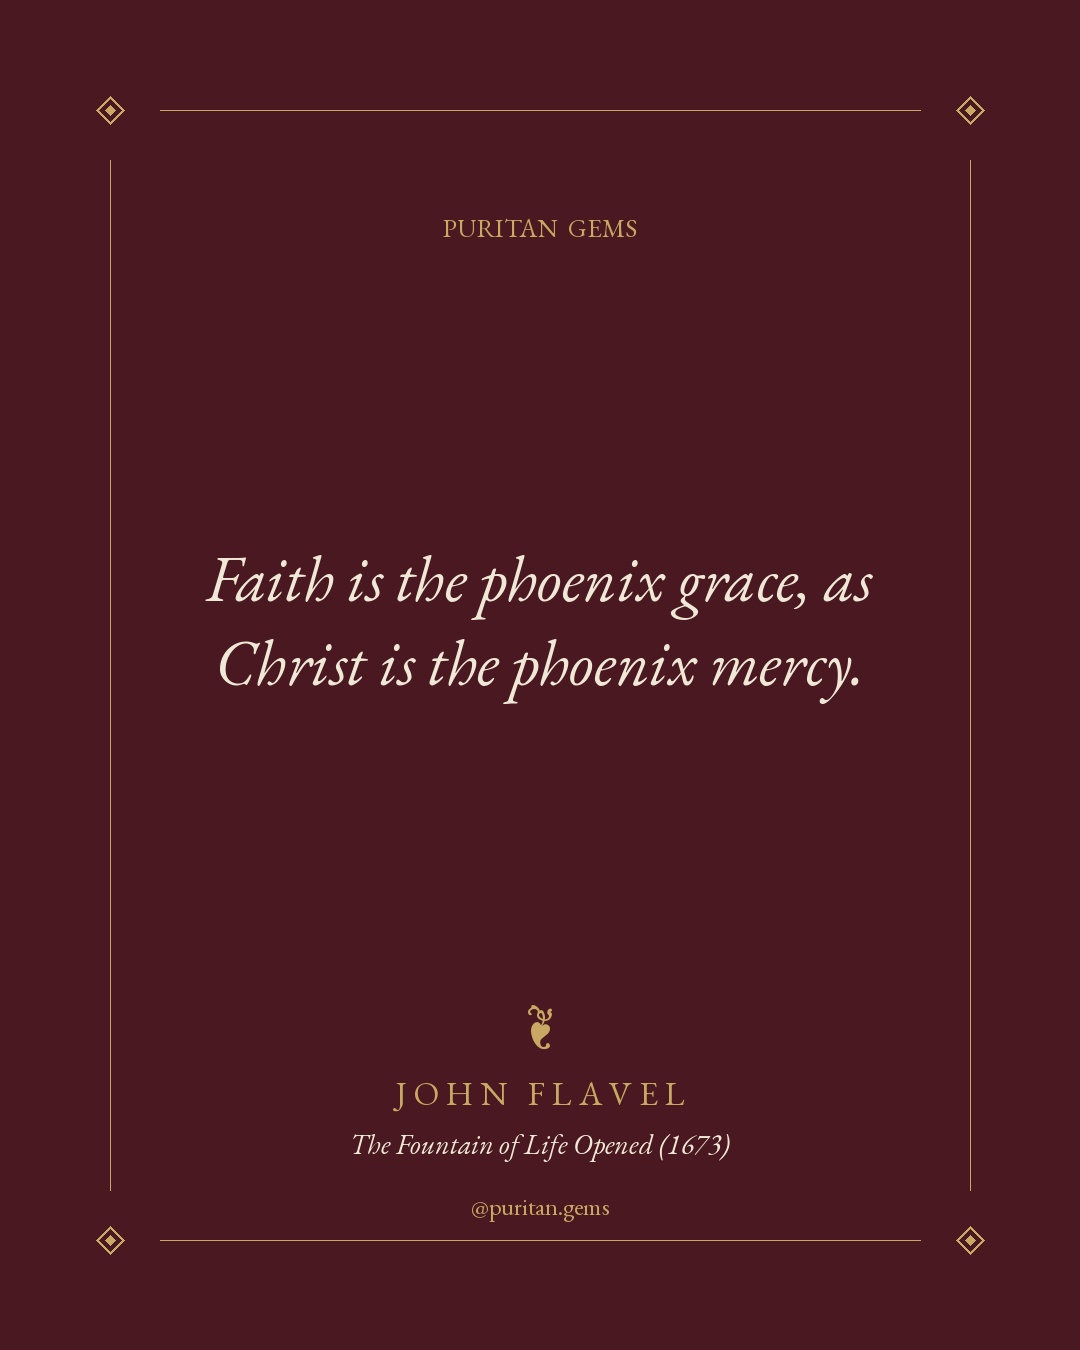 PURITAN GEMS
Faith is the phoenix grace, as
Christ is the phoenix mercy.
JOHN FLAVEL
The Fountain of Life Opened (1673)
@puritan.gems